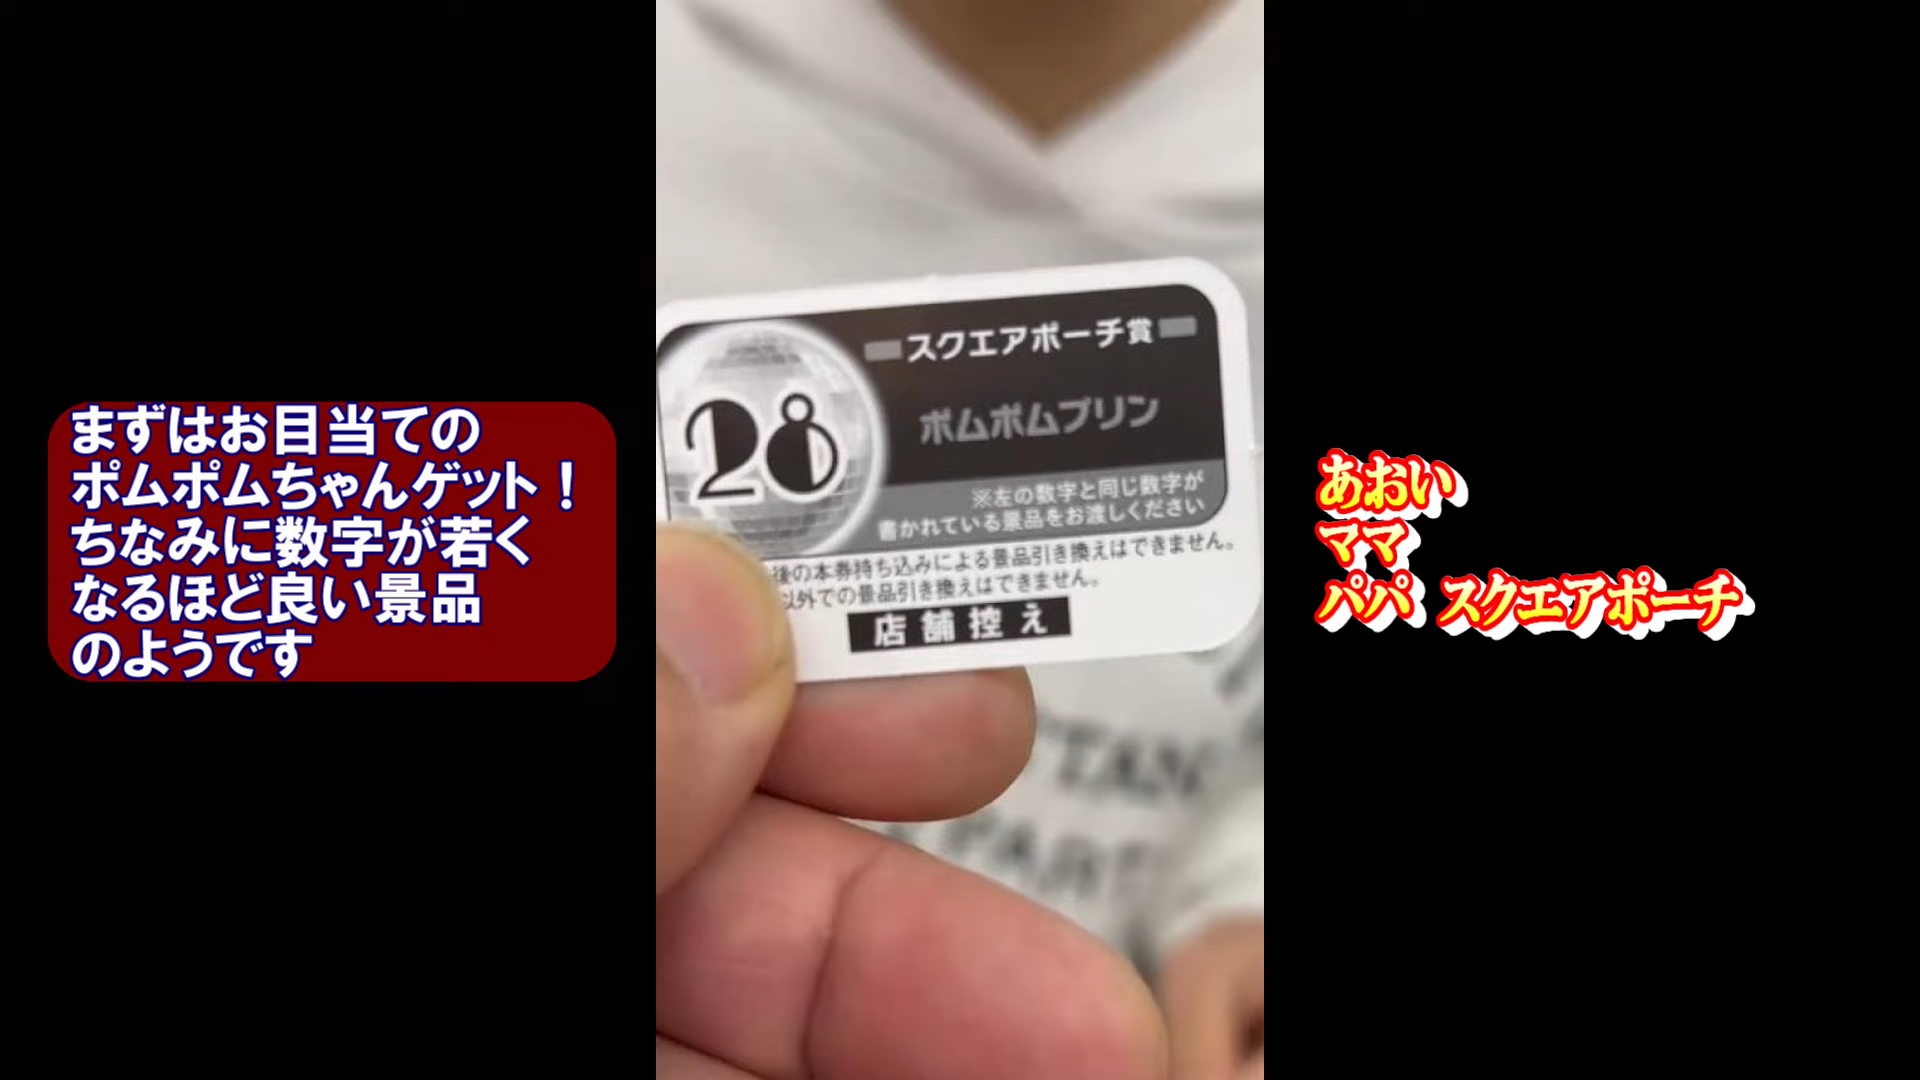 まずはお目当ての
ポムポムちゃんゲット！
ちなみに数字が若く
なるほど良い景品
のようです
スクエアポーチ賞
28
ポムポムプリン
※左の数字と同じ数字が
書かれている景品をお渡しください
後の本券持ち込みによる景品引き換えはできません。
以外での景品引き換えはできません。
店舗控え
あおい
ママ
パパ スクエアポーチ